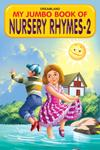 DREAMLAND
MY JUMBO BOOK OF
NURSERY RHYMES-2